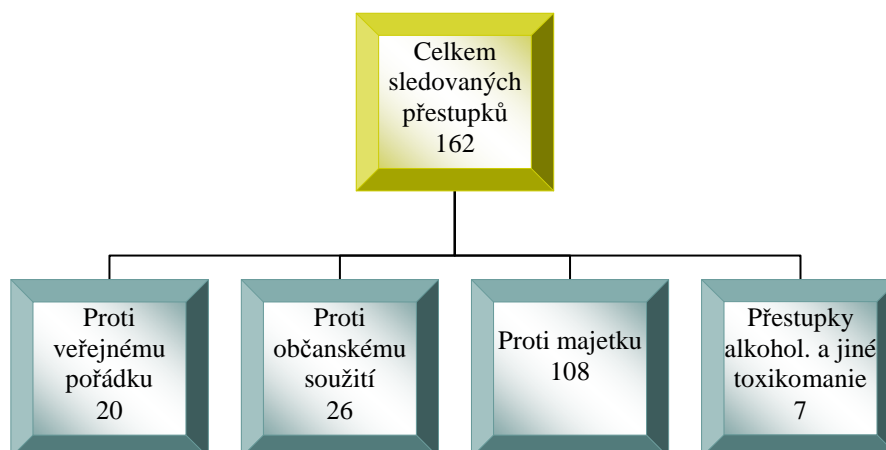 Celkem
sledovaných
přestupků
162
Proti
veřejnému
pořádku
20
Proti
občanskému
soužití
26
Proti majetku
108
Přestupky
alkohol. a jiné
toxikomanie
7